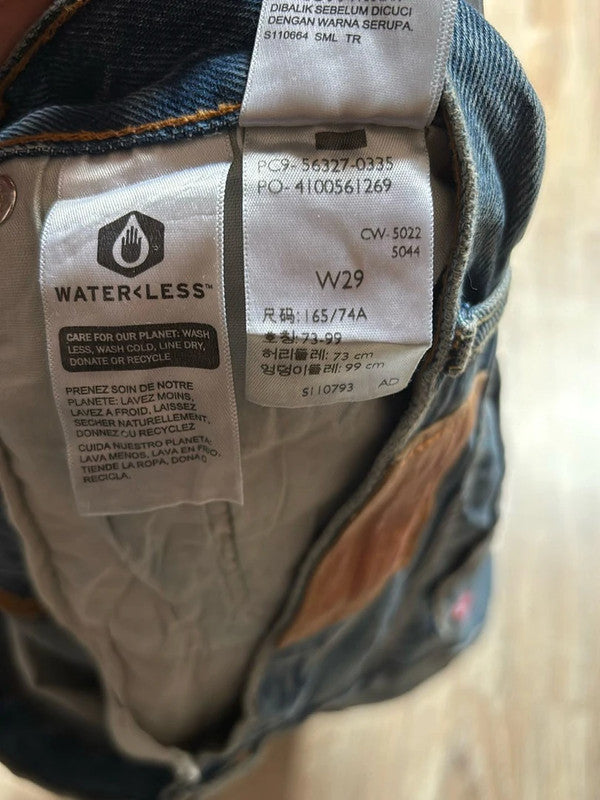 DIBALIK SEBELUM DICUCI
DENGAN WARNA SERUPA.
S110664 SML TR
PC9- 56327-0335
PO- 4100561269
CW- 5022
5044
W29
尺码: 165/74A
호칭: 73-99
허리둘레: 73 cm
엉덩이둘레: 99 cm
S110793 AD
WATER<LESS™
CARE FOR OUR PLANET: WASH
LESS, WASH COLD, LINE DRY,
DONATE OR RECYCLE
PRENEZ SOIN DE NOTRE
PLANÈTE: LAVEZ MOINS,
LAVEZ A FROID, LAISSEZ
SECHER NATURELLEMENT,
DONNEZ OU RECYCLEZ
CUIDA NUESTRO PLANETA:
LAVA MENOS, LAVA EN FRIO,
TIENDE LA ROPA, DONA O
RECICLA.